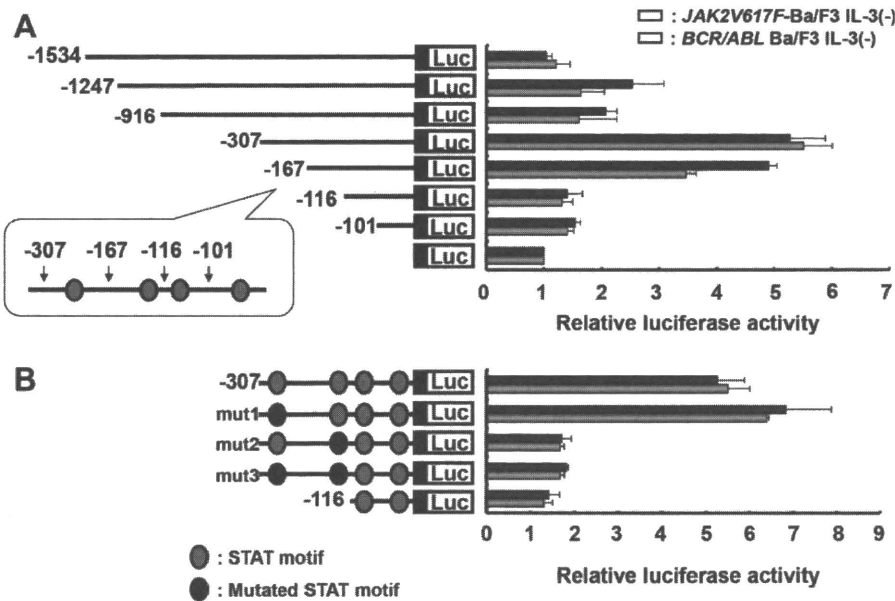 A
: JAK2V617F-Ba/F3 IL-3(-)
: BCR/ABL Ba/F3 IL-3(-)
-1534 Luc
-1247 Luc
-916 Luc
-307 Luc
-167 Luc
-116 Luc
-101 Luc
Luc
-307 -167 -116 -101
0 1 2 3 4 5 6 7
Relative luciferase activity
B
-307 Luc
mut1 Luc
mut2 Luc
mut3 Luc
-116 Luc
0 1 2 3 4 5 6 7 8 9
Relative luciferase activity
: STAT motif
: Mutated STAT motif